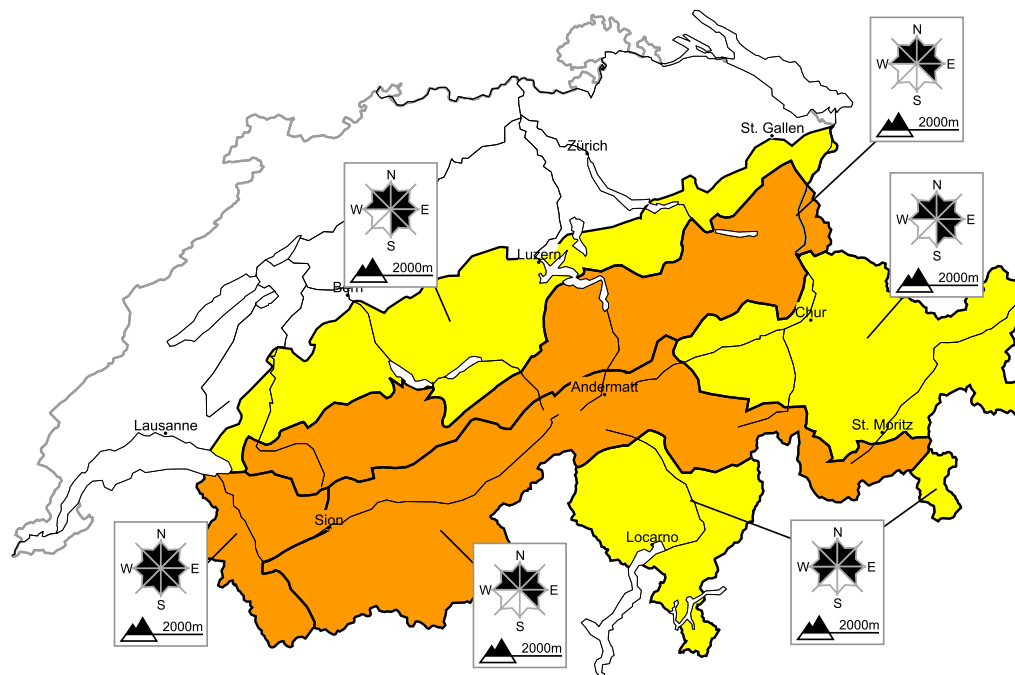 N
W E
S
2000m
St. Gallen
Zürich
N
W E
S
2000m
N
W E
S
2000m
Luzern
Bern
Chur
Andermatt
Lausanne
St. Moritz
Sion
Locarno
N
W E
S
2000m
N
W E
S
2000m
N
W E
S
2000m